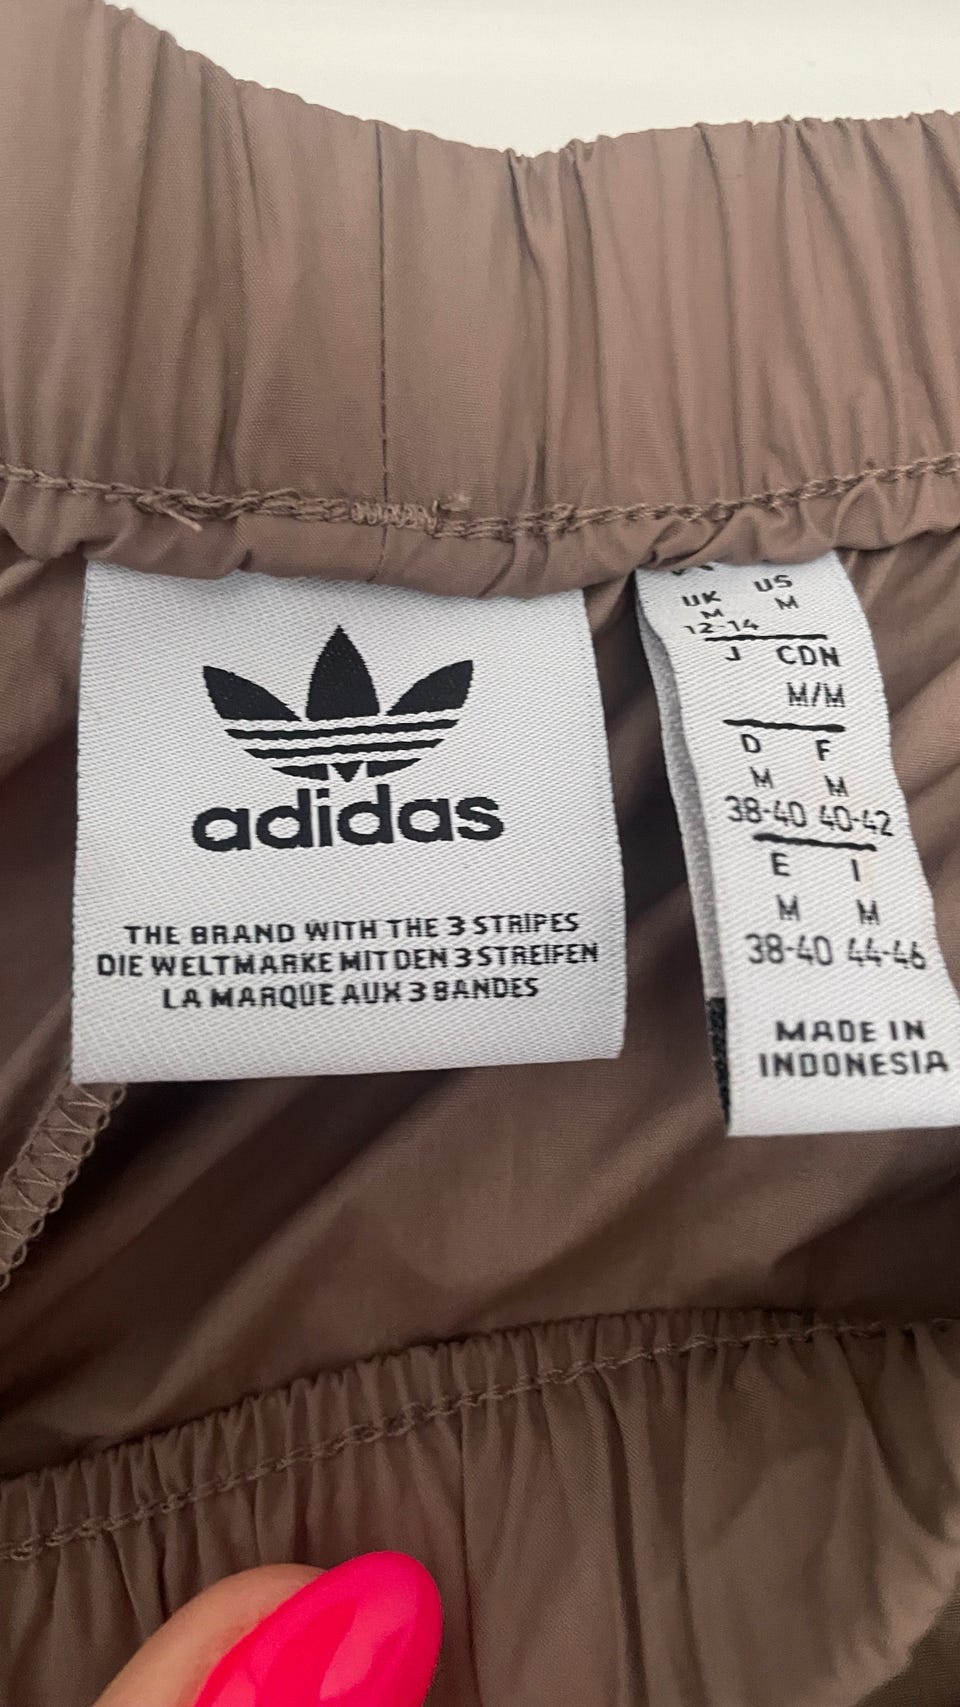 adidas
THE BRAND WITH THE 3 STRIPES
DIE WELTMARKE MIT DEN 3 STREIFEN
LA MARQUE AUX 3 BANDES
UK US
M M
12-14
J CDN
M/M
D F
M M
38-40 40-42
E I
M M
38-40 44-46
MADE IN
INDONESIA